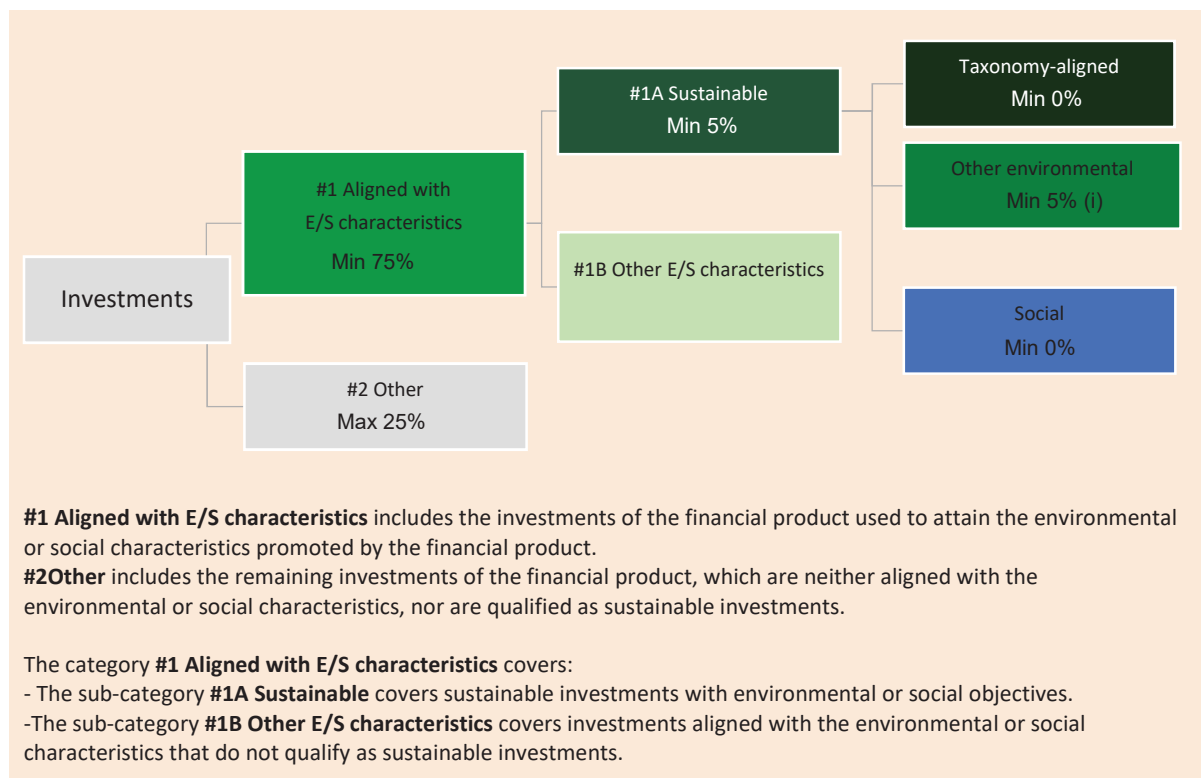 Investments
#1 Aligned with
E/S characteristics
Min 75%
#2 Other
Max 25%
#1A Sustainable
Min 5%
#1B Other E/S characteristics
Taxonomy-aligned
Min 0%
Other environmental
Min 5% (i)
Social
Min 0%
#1 Aligned with E/S characteristics includes the investments of the financial product used to attain the environmental
or social characteristics promoted by the financial product.
#2Other includes the remaining investments of the financial product, which are neither aligned with the
environmental or social characteristics, nor are qualified as sustainable investments.
The category #1 Aligned with E/S characteristics covers:
- The sub-category #1A Sustainable covers sustainable investments with environmental or social objectives.
-The sub-category #1B Other E/S characteristics covers investments aligned with the environmental or social
characteristics that do not qualify as sustainable investments.